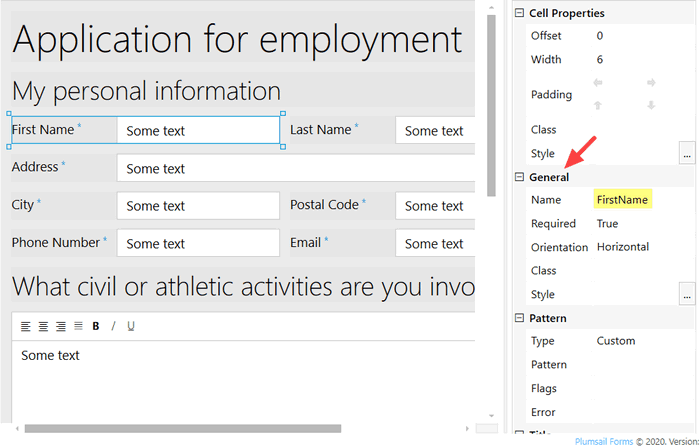 Application for employment
My personal information
First Name * Some text Last Name * Some text
Address * Some text
City * Some text Postal Code * Some text
Phone Number * Some text Email * Some text
What civil or athletic activities are you invo
B I U
Some text
Cell Properties
Offset 0
Width 6
Padding
Class
Style ...
General
Name FirstName
Required True
Orientation Horizontal
Class
Style ...
Pattern
Type Custom
Pattern
Flags
Error
Plumsail Forms © 2020. Version: